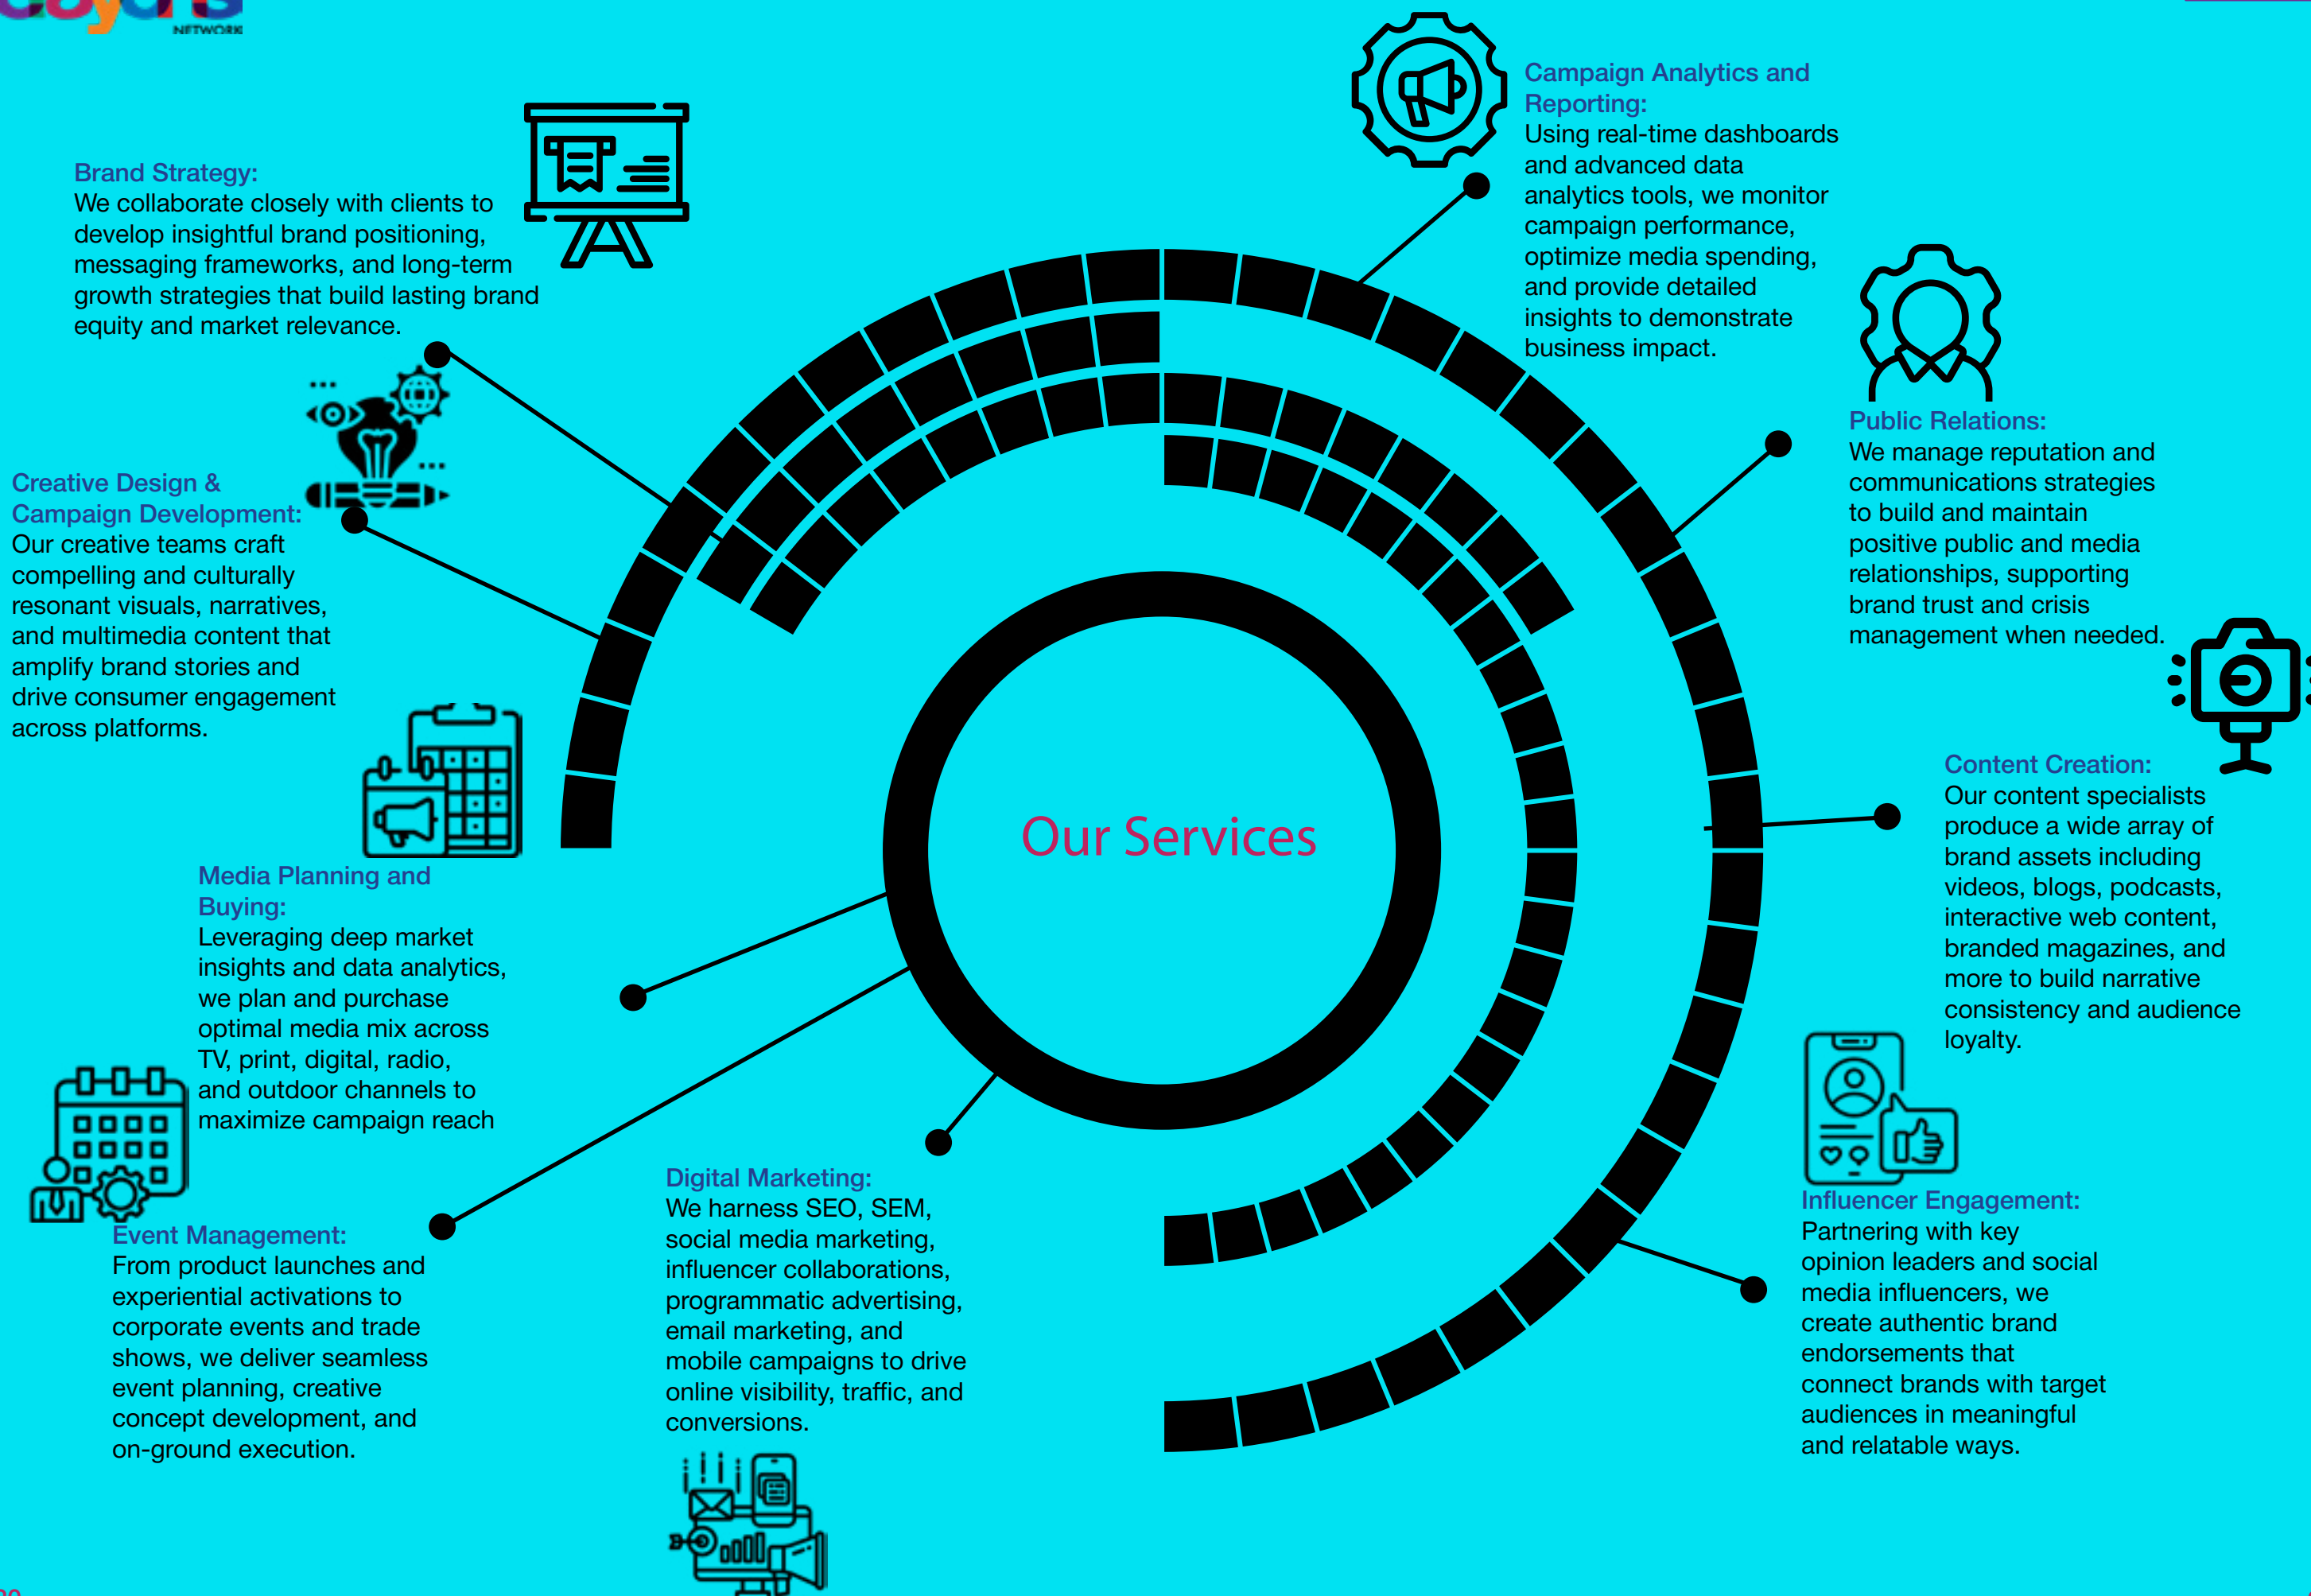 NETWORK
Brand Strategy:
We collaborate closely with clients to
develop insightful brand positioning,
messaging frameworks, and long-term
growth strategies that build lasting brand
equity and market relevance.
Creative Design &
Campaign Development:
Our creative teams craft
compelling and culturally
resonant visuals, narratives,
and multimedia content that
amplify brand stories and
drive consumer engagement
across platforms.
Media Planning and
Buying:
Leveraging deep market
insights and data analytics,
we plan and purchase
optimal media mix across
TV, print, digital, radio,
and outdoor channels to
maximize campaign reach
Event Management:
From product launches and
experiential activations to
corporate events and trade
shows, we deliver seamless
event planning, creative
concept development, and
on-ground execution.
Our Services
Digital Marketing:
We harness SEO, SEM,
social media marketing,
influencer collaborations,
programmatic advertising,
email marketing, and
mobile campaigns to drive
online visibility, traffic, and
conversions.
Campaign Analytics and
Reporting:
Using real-time dashboards
and advanced data
analytics tools, we monitor
campaign performance,
optimize media spending,
and provide detailed
insights to demonstrate
business impact.
Public Relations:
We manage reputation and
communications strategies
to build and maintain
positive public and media
relationships, supporting
brand trust and crisis
management when needed.
Content Creation:
Our content specialists
produce a wide array of
brand assets including
videos, blogs, podcasts,
interactive web content,
branded magazines, and
more to build narrative
consistency and audience
loyalty.
Influencer Engagement:
Partnering with key
opinion leaders and social
media influencers, we
create authentic brand
endorsements that
connect brands with target
audiences in meaningful
and relatable ways.